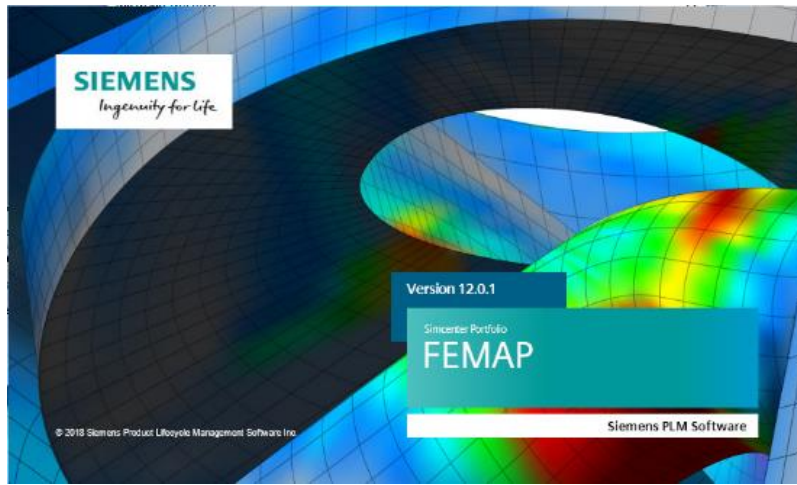 SIEMENS
Ingenuity for life
Version 12.0.1
Simcenter Portfolio
FEMAP
© 2018 Siemens Product Lifecycle Management Software Inc.
Siemens PLM Software